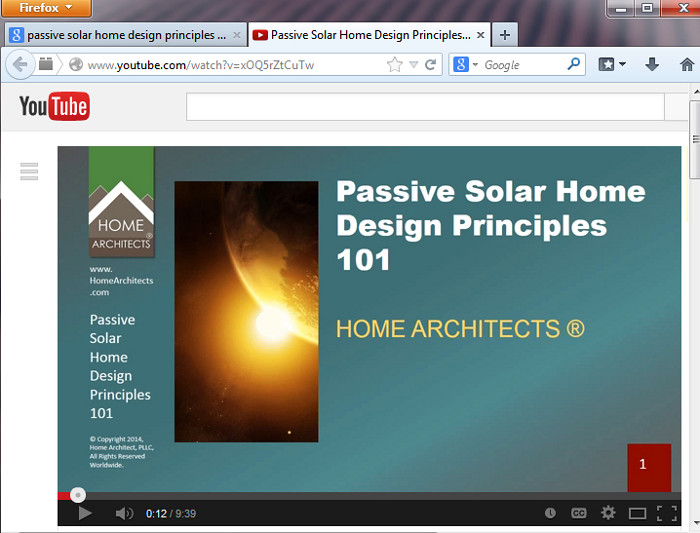 Firefox
passive solar home design principles ...
Passive Solar Home Design Principles...
www.youtube.com/watch?v=xOQ5rZtCuTw
Google
YouTube
HOME
ARCHITECTS®
www.
HomeArchitects
.com
Passive
Solar
Home
Design
Principles
101
© Copyright 2014,
Home Architect, PLLC,
All Rights Reserved
Worldwide.
Passive Solar Home
Design Principles
101
HOME ARCHITECTS ®
1
0:12 / 9:39
CC